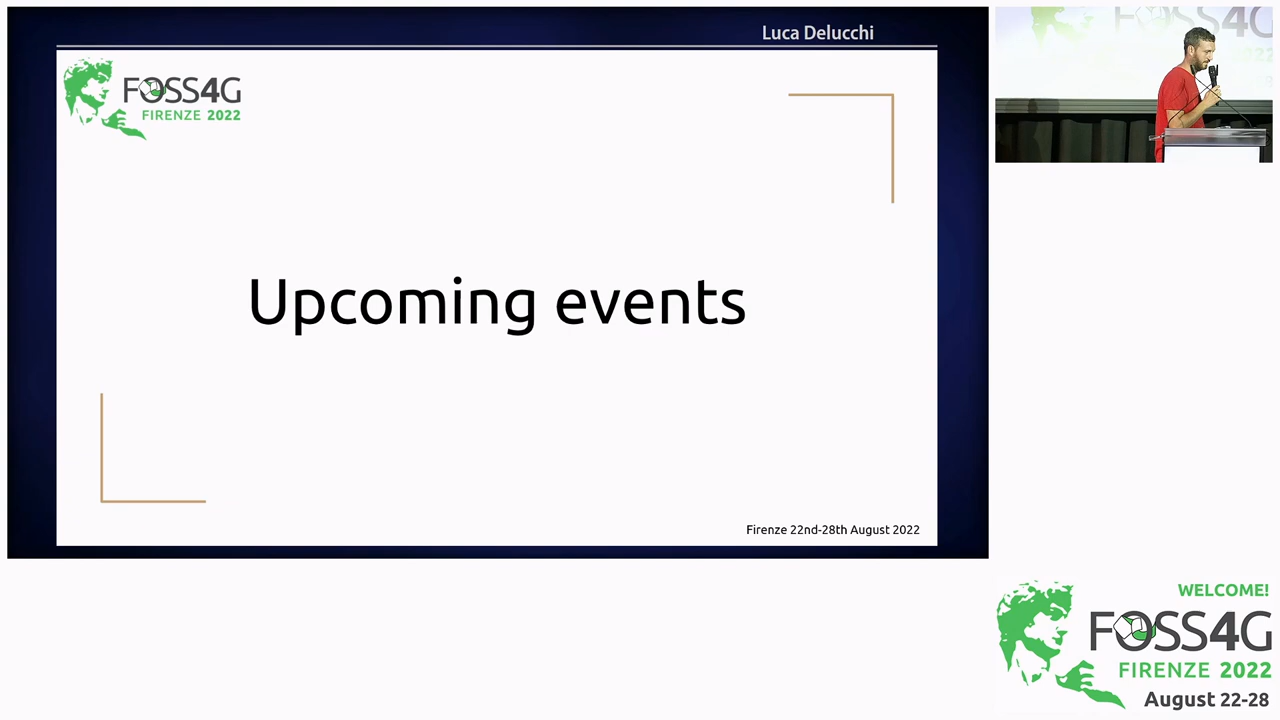 Luca Delucchi
FOSS4G
FIRENZE 2022
Upcoming events
Firenze 22nd-28th August 2022
FOSS4G
2022
WELCOME!
FOSS4G
FIRENZE 2022
August 22-28